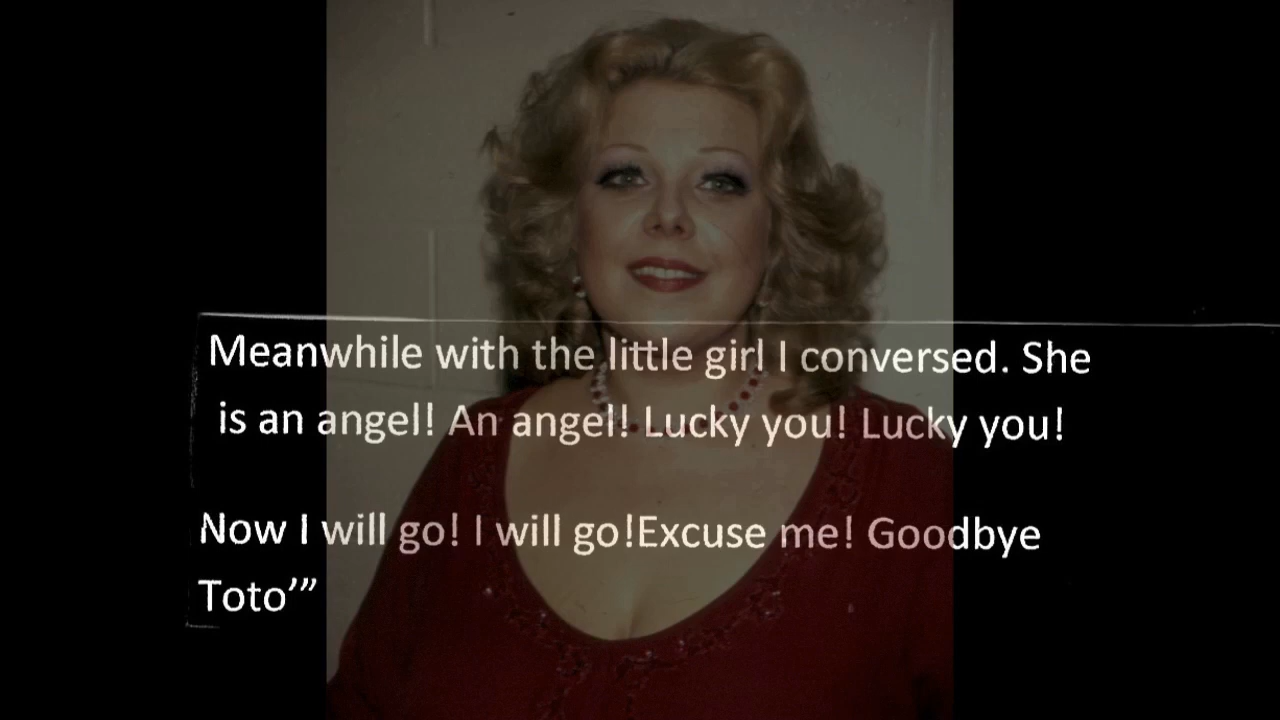 Meanwhile with the little girl I conversed. She
is an angel! An angel! Lucky you! Lucky you!
Now I will go! I will go!Excuse me! Goodbye
Toto’”